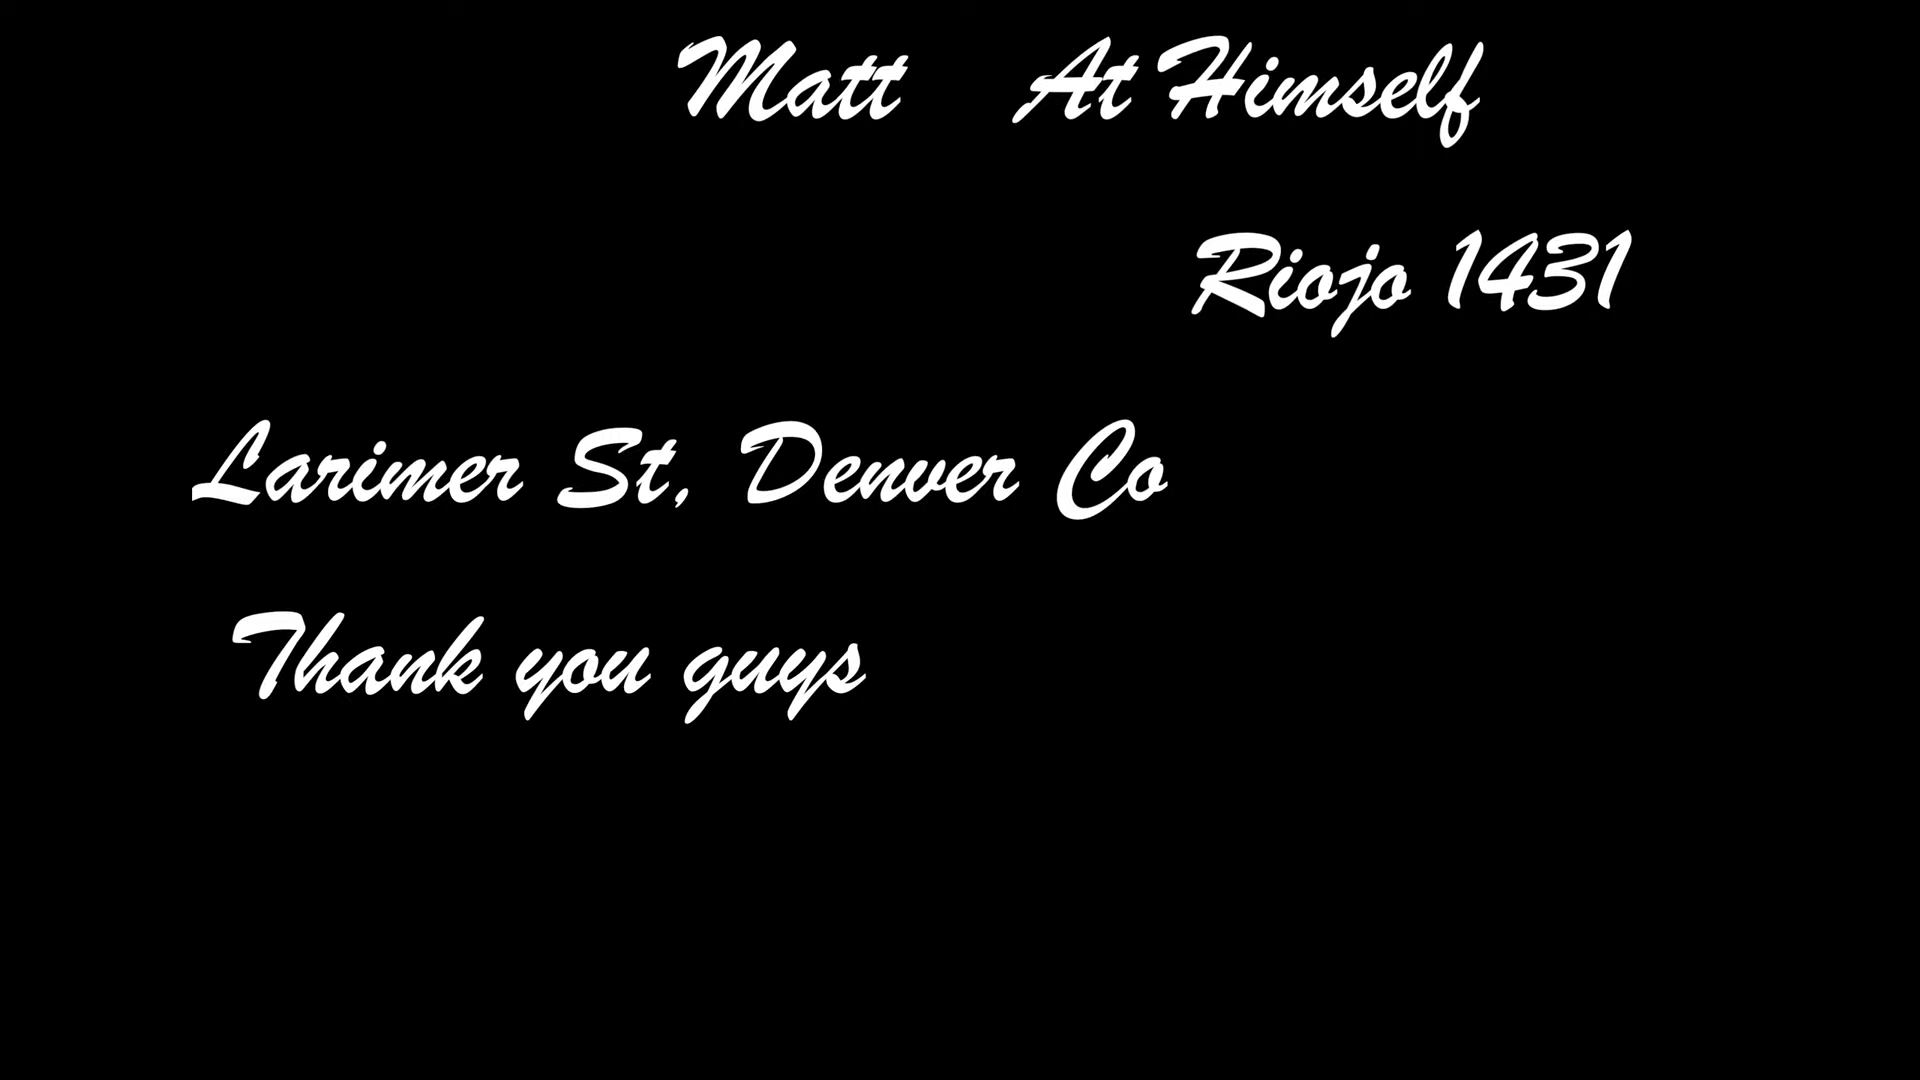 Matt At Himself
Riojo 1431
Larimer St, Denver Co
Thank you guys